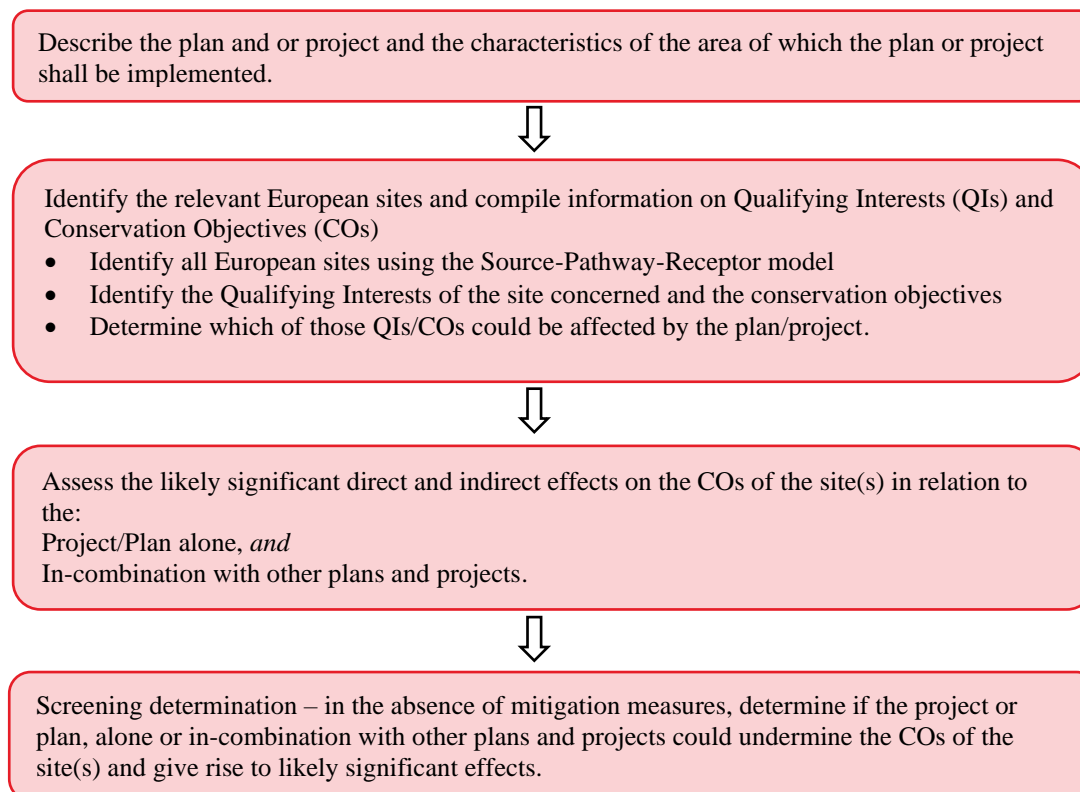 Describe the plan and or project and the characteristics of the area of which the plan or project
shall be implemented.
Identify the relevant European sites and compile information on Qualifying Interests (QIs) and
Conservation Objectives (COs)
• Identify all European sites using the Source-Pathway-Receptor model
• Identify the Qualifying Interests of the site concerned and the conservation objectives
• Determine which of those QIs/COs could be affected by the plan/project.
Assess the likely significant direct and indirect effects on the COs of the site(s) in relation to
the:
Project/Plan alone, and
In-combination with other plans and projects.
Screening determination – in the absence of mitigation measures, determine if the project or
plan, alone or in-combination with other plans and projects could undermine the COs of the
site(s) and give rise to likely significant effects.